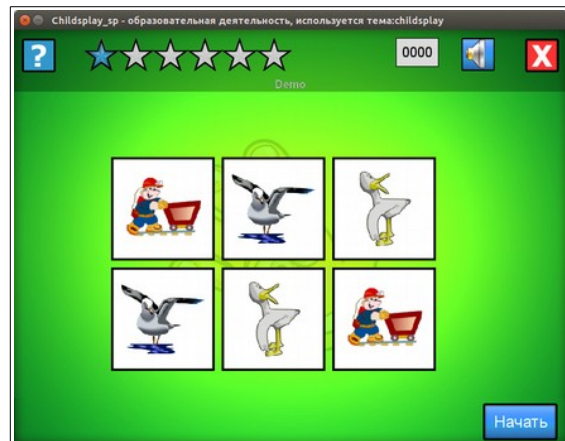 Childsplay_sp - образовательная деятельность, используется тема:childsplay
?
0000
X
Demo
Начать